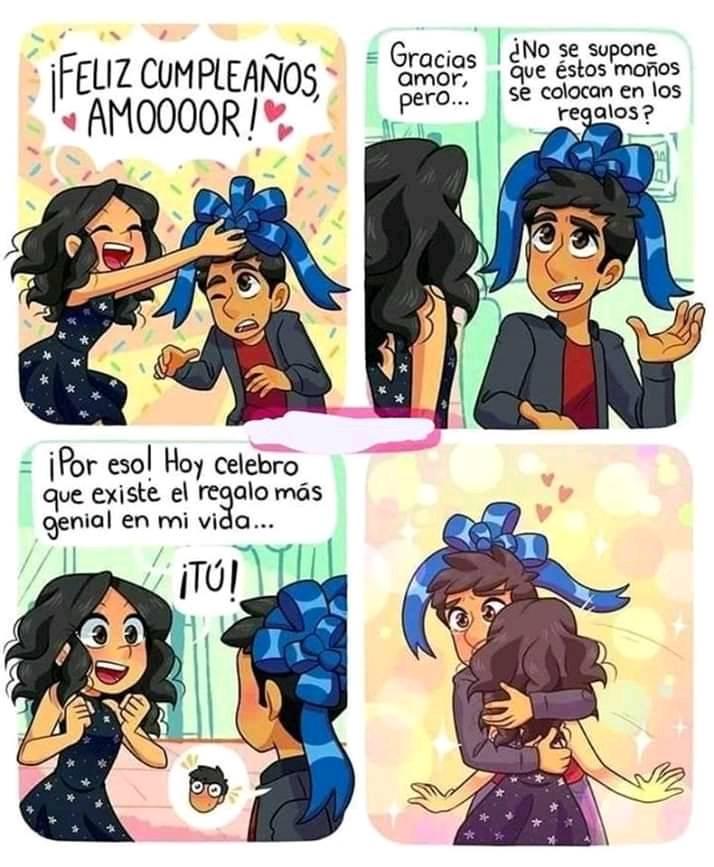 ¡FELIZ CUMPLEAÑOS,
AMOOOOR!
Gracias
amor,
pero...
¿No se supone
que éstos moños
se colocan en los
regalos?
¡Por eso! Hoy celebro
que existe el regalo más
genial en mi vida...
¡TÚ!